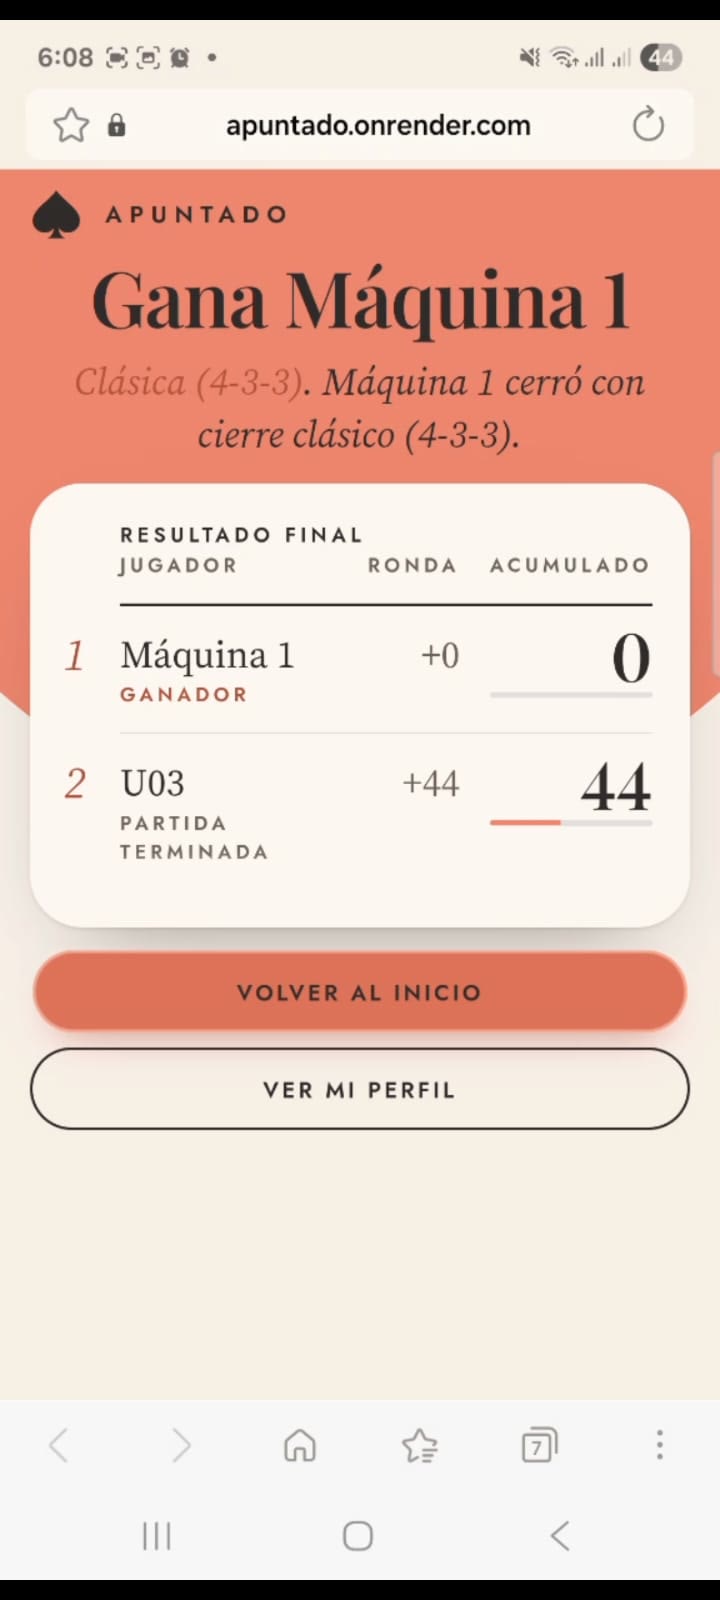 6:08
44
apuntado.onrender.com
APUNTADO
Gana Máquina 1
Clásica (4-3-3). Máquina 1 cerró con
cierre clásico (4-3-3).
RESULTADO FINAL
JUGADOR RONDA ACUMULADO
1 Máquina 1 +0 0
GANADOR
2 U03 +44 44
PARTIDA
TERMINADA
VOLVER AL INICIO
VER MI PERFIL
7